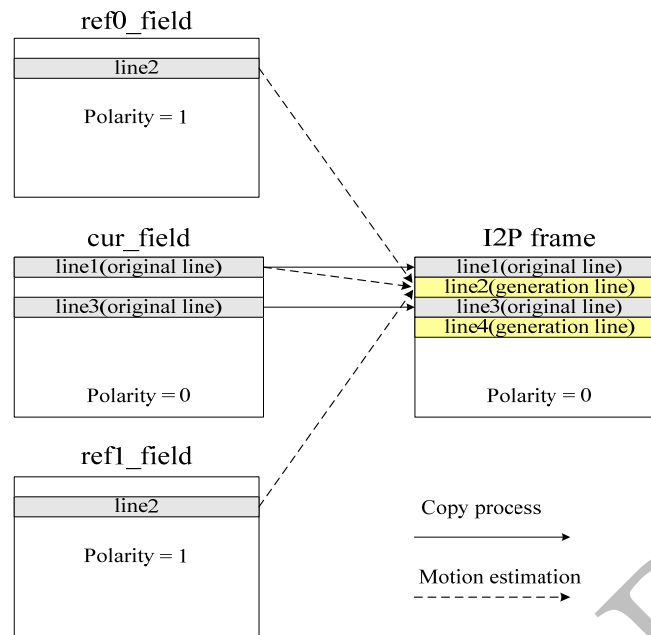 ref0_field
line2
Polarity = 1
cur_field
line1(original line)
line3(original line)
Polarity = 0
ref1_field
line2
Polarity = 1
I2P frame
line1(original line)
line2(generation line)
line3(original line)
line4(generation line)
Polarity = 0
Copy process
Motion estimation